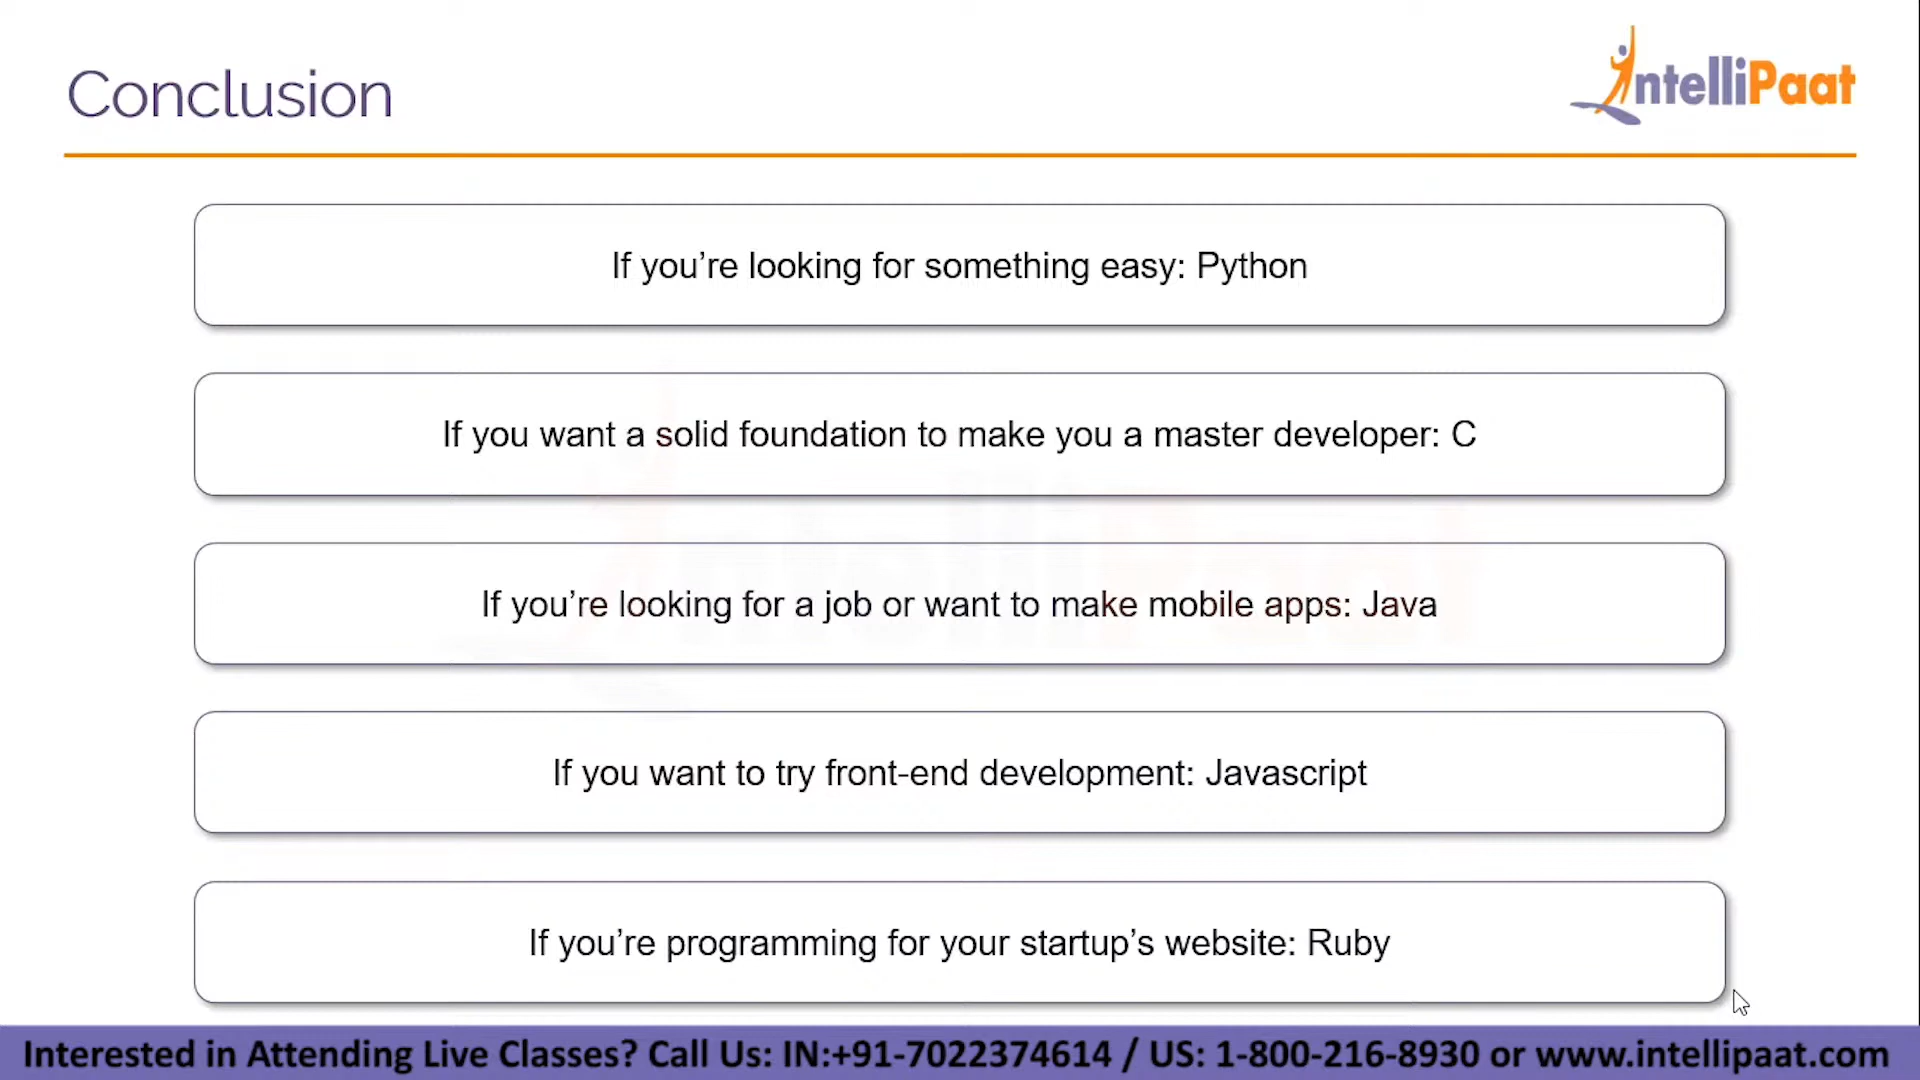 Conclusion
IntelliPaat
If you’re looking for something easy: Python
If you want a solid foundation to make you a master developer: C
If you’re looking for a job or want to make mobile apps: Java
If you want to try front-end development: Javascript
If you’re programming for your startup’s website: Ruby
Interested in Attending Live Classes? Call Us: IN:+91-7022374614 / US: 1-800-216-8930 or www.intellipaat.com